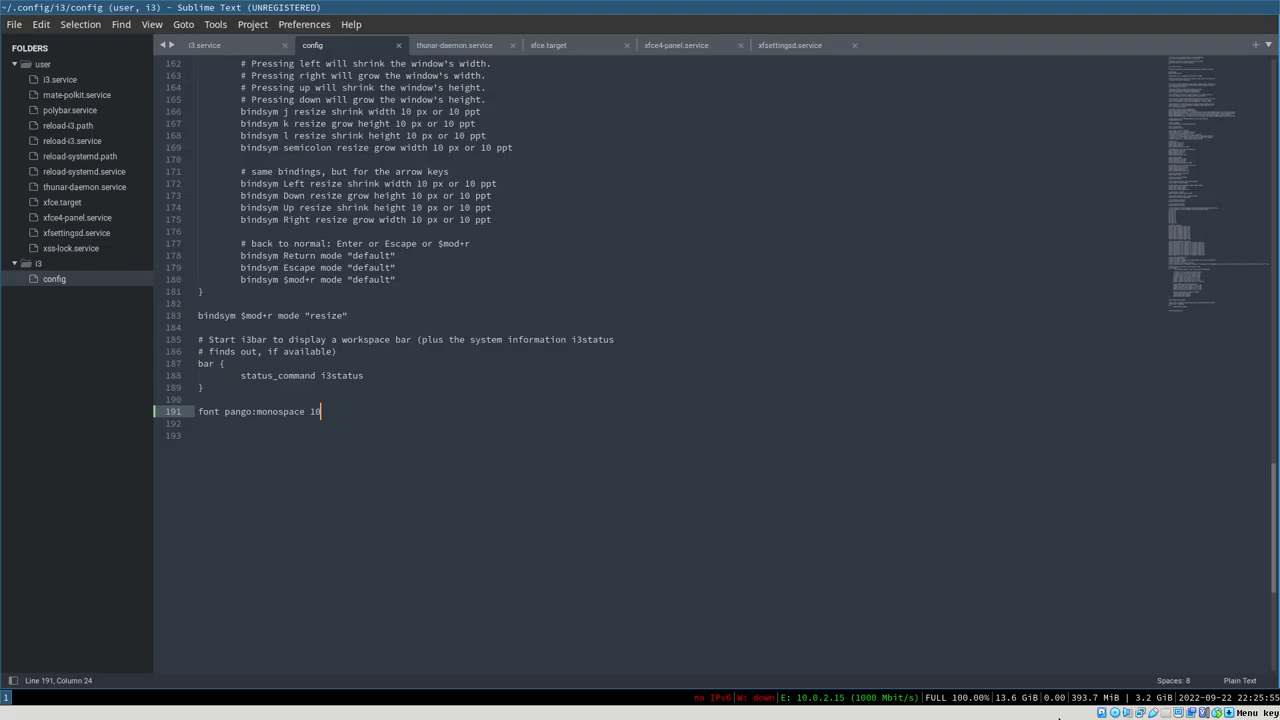 ~/.config/i3/config (user, i3) - Sublime Text (UNREGISTERED)
File Edit Selection Find View Goto Tools Project Preferences Help
FOLDERS
user
i3.service
mate-polkit.service
polybar.service
reload-i3.path
reload-i3.service
reload-systemd.path
reload-systemd.service
thunar-daemon.service
xfce.target
xfce4-panel.service
xfsettingsd.service
xss-lock.service
i3
config
i3.service config thunar-daemon.service xfce.target xfce4-panel.service xfsettingsd.service
162 # Pressing left will shrink the window's width.
163 # Pressing right will grow the window's width.
164 # Pressing up will shrink the window's height.
165 # Pressing down will grow the window's height.
166 bindsym j resize shrink width 10 px or 10 ppt
167 bindsym k resize grow height 10 px or 10 ppt
168 bindsym l resize shrink height 10 px or 10 ppt
169 bindsym semicolon resize grow width 10 px or 10 ppt
170
171 # same bindings, but for the arrow keys
172 bindsym Left resize shrink width 10 px or 10 ppt
173 bindsym Down resize grow height 10 px or 10 ppt
174 bindsym Up resize shrink height 10 px or 10 ppt
175 bindsym Right resize grow width 10 px or 10 ppt
176
177 # back to normal: Enter or Escape or $mod+r
178 bindsym Return mode "default"
179 bindsym Escape mode "default"
180 bindsym $mod+r mode "default"
181 }
182
183 bindsym $mod+r mode "resize"
184
185 # Start i3bar to display a workspace bar (plus the system information i3status
186 # finds out, if available)
187 bar {
188 status_command i3status
189 }
190
191 font pango:monospace 10
192
193
Line 191, Column 24 Spaces: 8 Plain Text
1 no IPv6 W: down E: 10.0.2.15 (1000 Mbit/s) FULL 100.00% 13.6 GiB 0.00 393.7 MiB | 3.2 GiB 2022-09-22 22:25:55
Menu key